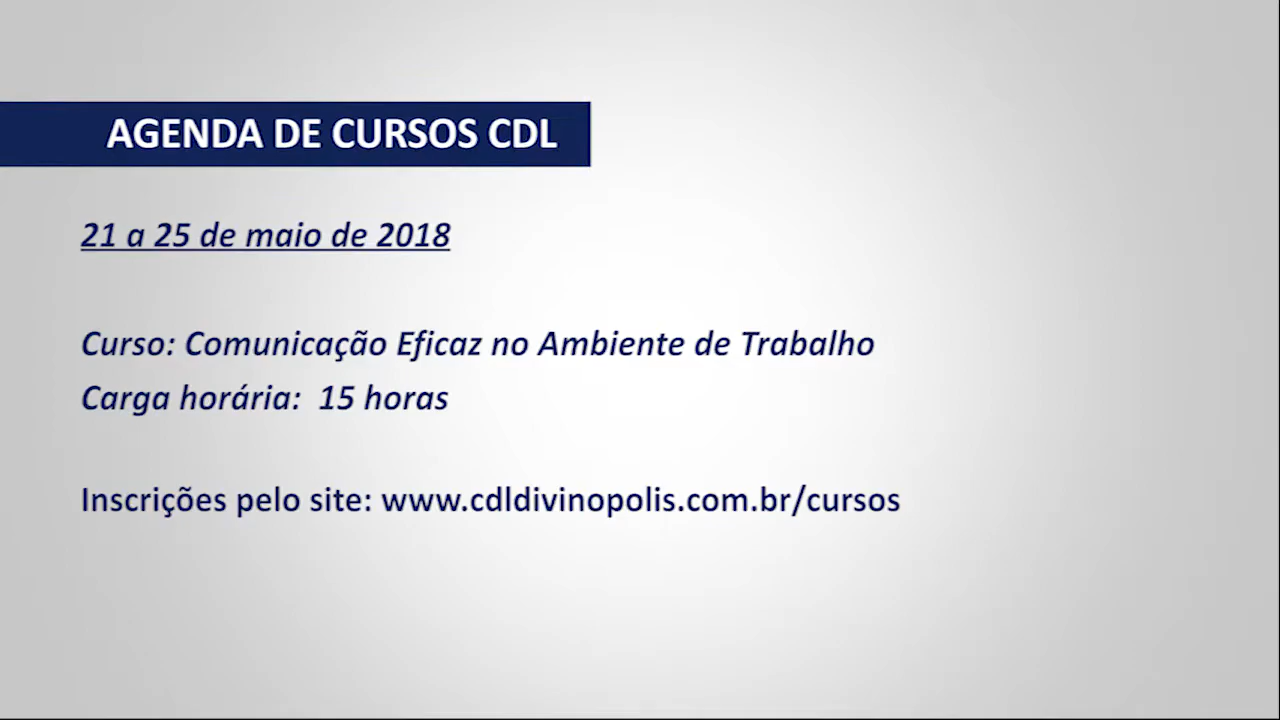 AGENDA DE CURSOS CDL
21 a 25 de maio de 2018
Curso: Comunicação Eficaz no Ambiente de Trabalho
Carga horária: 15 horas
Inscrições pelo site: www.cdldivinopolis.com.br/cursos